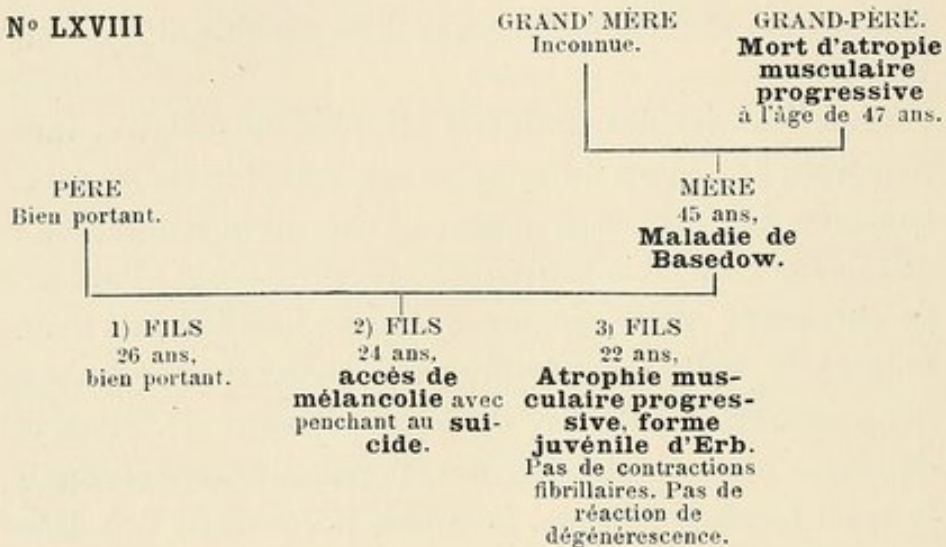 Nº LXVIII
GRAND' MÈRE
Inconnue.
GRAND-PÈRE.
Mort d'atropie
musculaire
progressive
à l'âge de 47 ans.
PÈRE
Bien portant.
MÈRE
45 ans,
Maladie de
Basedow.
1) FILS
26 ans,
bien portant.
2) FILS
24 ans,
accès de
mélancolie avec
penchant au sui-
cide.
3) FILS
22 ans,
Atrophie mus-
culaire progres-
sive, forme
juvénile d'Erb.
Pas de contractions
fibrillaires. Pas de
réaction de
dégénérescence.